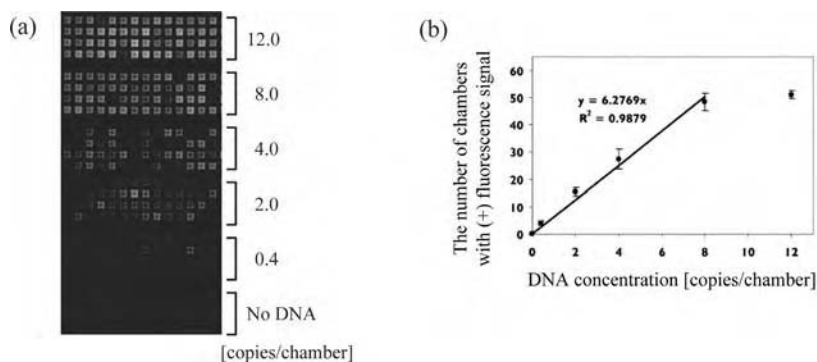 (a)
12.0
8.0
4.0
2.0
0.4
No DNA
[copies/chamber]
(b)
The number of chambers
with (+) fluorescence signal
60
50
40
30
20
10
0
y = 6.2769x
R² = 0.9879
0 2 4 6 8 10 12
DNA concentration [copies/chamber]